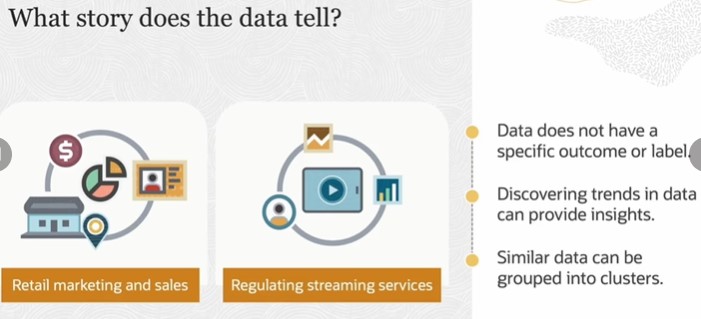 What story does the data tell?
Retail marketing and sales
Regulating streaming services
Data does not have a
specific outcome or label.
Discovering trends in data
can provide insights.
Similar data can be
grouped into clusters.